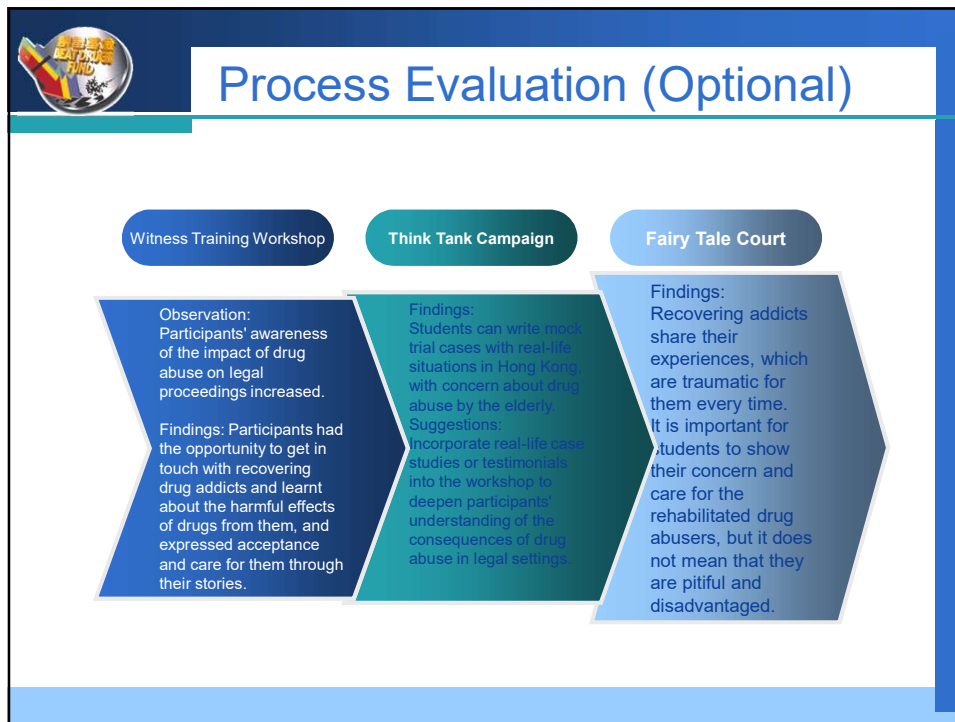 禁毒基金
BEAT DRUGS
FUND
Process Evaluation (Optional)
Witness Training Workshop
Observation:
Participants' awareness
of the impact of drug
abuse on legal
proceedings increased.
Findings: Participants had
the opportunity to get in
touch with recovering
drug addicts and learnt
about the harmful effects
of drugs from them, and
expressed acceptance
and care for them through
their stories.
Think Tank Campaign
Findings:
Students can write mock
trial cases with real-life
situations in Hong Kong,
with concern about drug
abuse by the elderly.
Suggestions:
Incorporate real-life case
studies or testimonials
into the workshop to
deepen participants'
understanding of the
consequences of drug
abuse in legal settings.
Fairy Tale Court
Findings:
Recovering addicts
share their
experiences, which
are traumatic for
them every time.
It is important for
students to show
their concern and
care for the
rehabilitated drug
abusers, but it does
not mean that they
are pitiful and
disadvantaged.